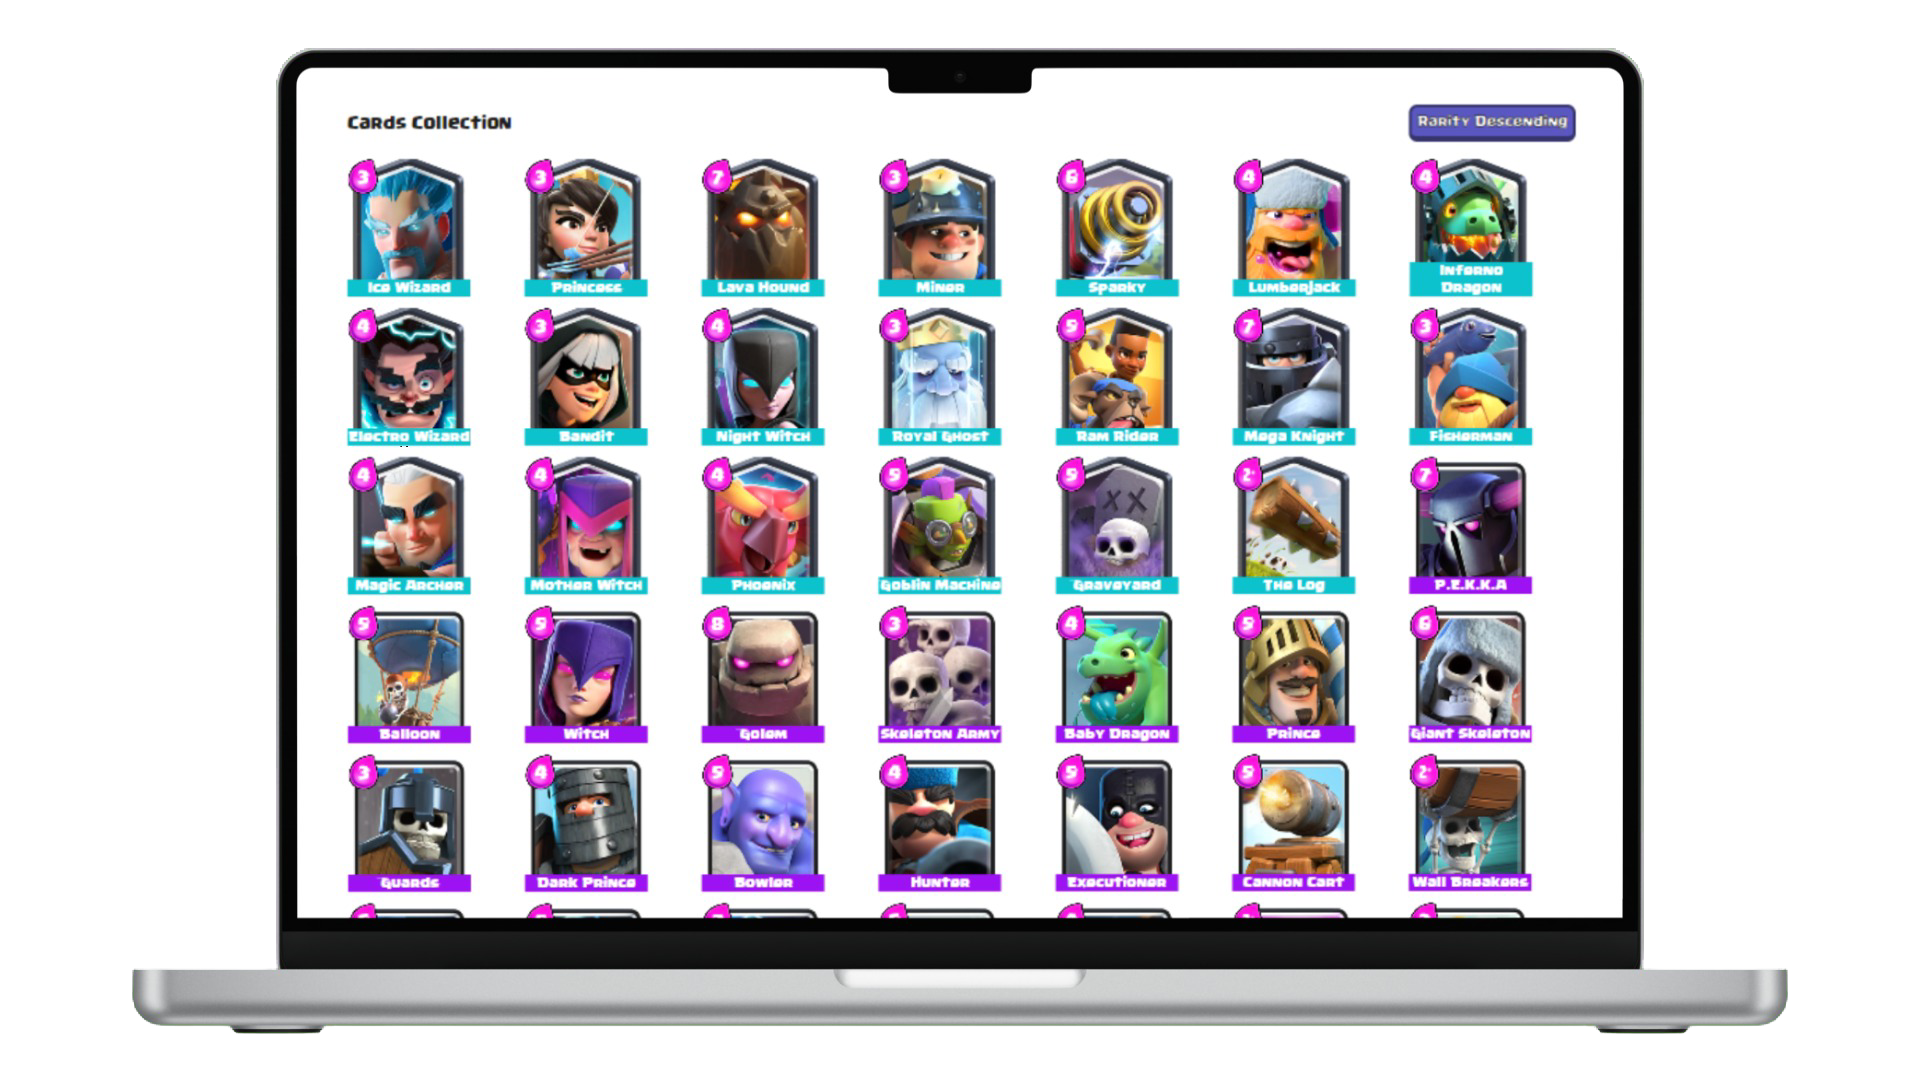 Cards Collection
Rarity Descending
3 3 7 3 6 4 4
Ice Wizard Princess Lava Hound Miner Sparky Lumberjack Inferno
Dragon
4 3 4 3 5 7 3
Electro Wizard Bandit Night Witch Royal Ghost Ram Rider Mega Knight Fisherman
4 4 4 5 5 2 7
Magic Archer Mother Witch Phoenix Goblin Machine Graveyard The Log P.E.K.K.A
5 5 8 3 4 5 6
Balloon Witch Golem Skeleton Army Baby Dragon Prince Giant Skeleton
3 4 5 4 5 5 2
Guards Dark Prince Bowler Hunter Executioner Cannon Cart Wall Breakers